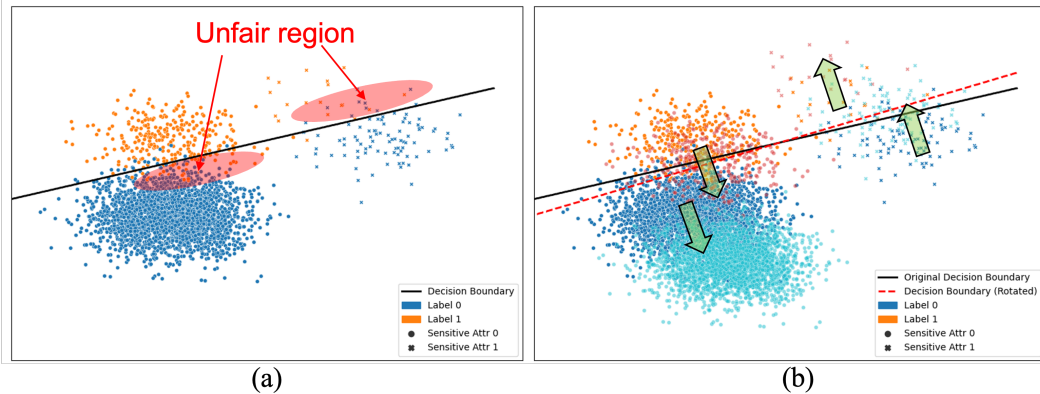 Unfair region
Decision Boundary
Label 0
Label 1
Sensitive Attr 0
Sensitive Attr 1
(a)
Original Decision Boundary
Decision Boundary (Rotated)
Label 0
Label 1
Sensitive Attr 0
Sensitive Attr 1
(b)